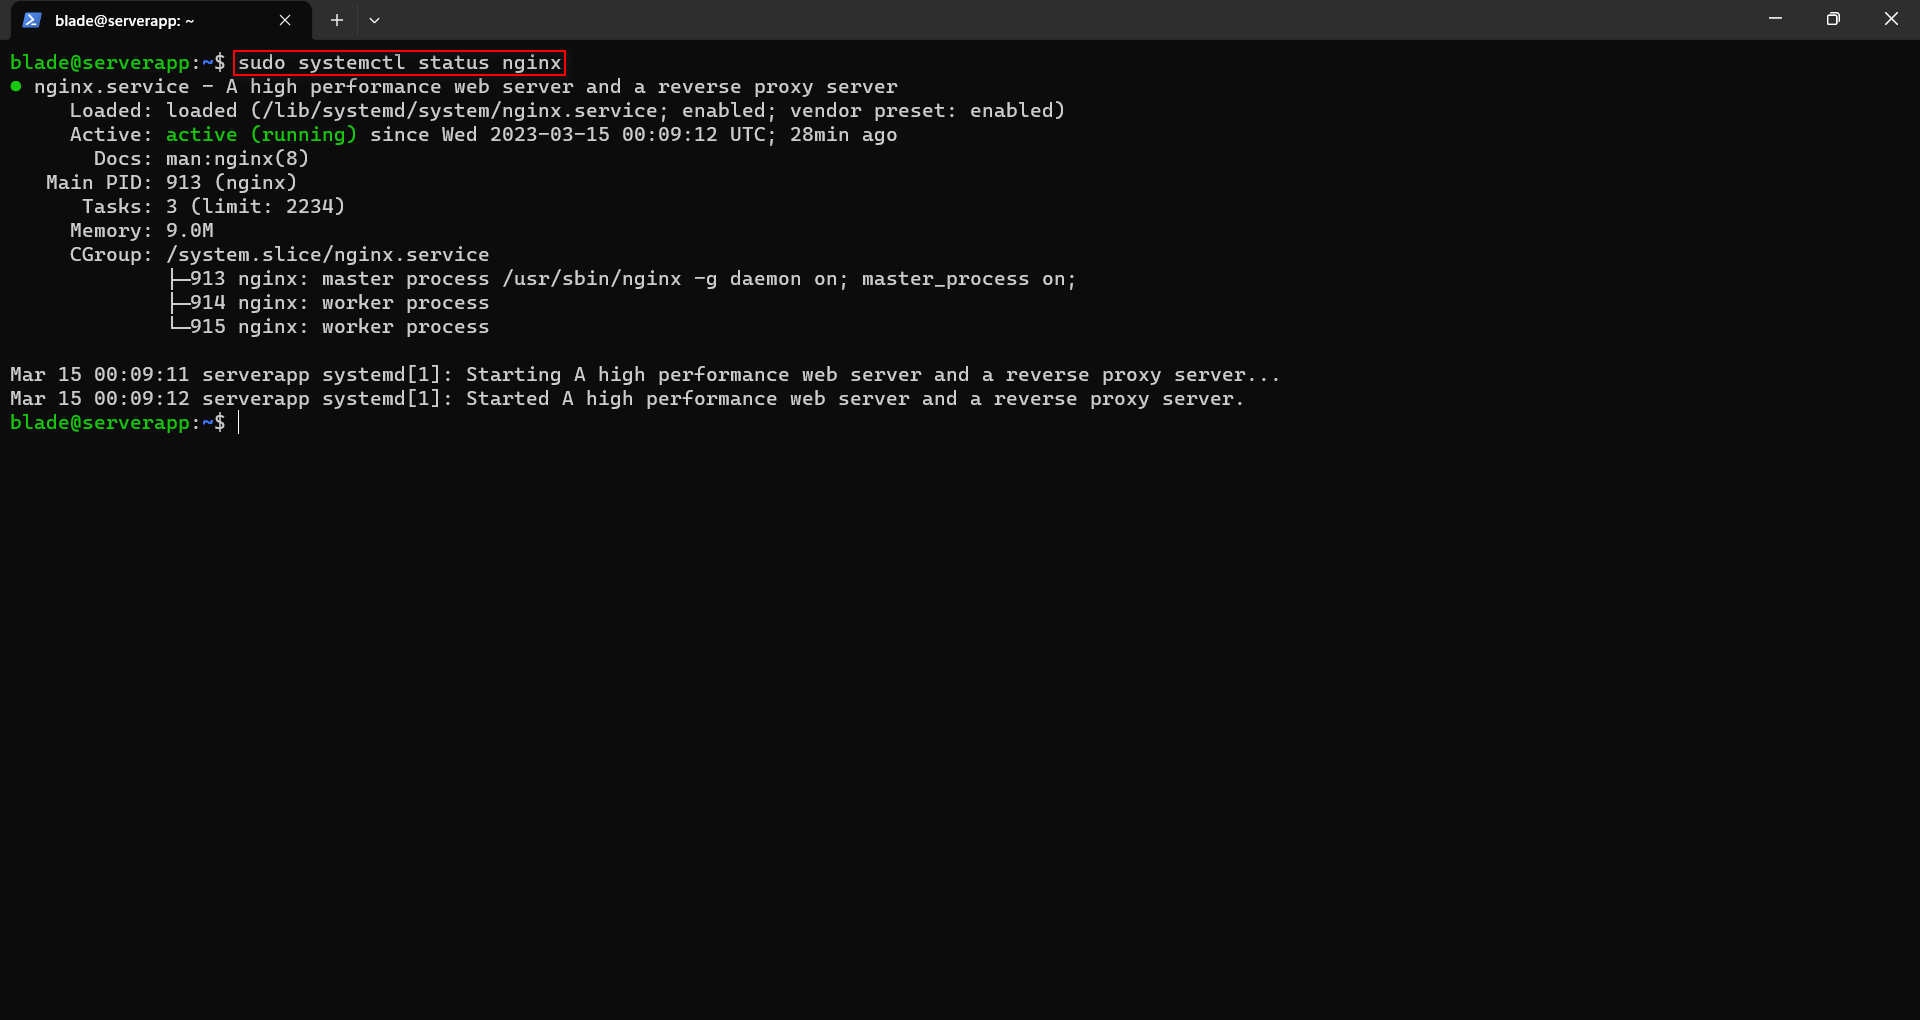 blade@serverapp: ~
blade@serverapp:~$ sudo systemctl status nginx
● nginx.service - A high performance web server and a reverse proxy server
     Loaded: loaded (/lib/systemd/system/nginx.service; enabled; vendor preset: enabled)
     Active: active (running) since Wed 2023-03-15 00:09:12 UTC; 28min ago
       Docs: man:nginx(8)
   Main PID: 913 (nginx)
      Tasks: 3 (limit: 2234)
     Memory: 9.0M
     CGroup: /system.slice/nginx.service
             ├─913 nginx: master process /usr/sbin/nginx -g daemon on; master_process on;
             ├─914 nginx: worker process
             └─915 nginx: worker process
Mar 15 00:09:11 serverapp systemd[1]: Starting A high performance web server and a reverse proxy server...
Mar 15 00:09:12 serverapp systemd[1]: Started A high performance web server and a reverse proxy server.
blade@serverapp:~$